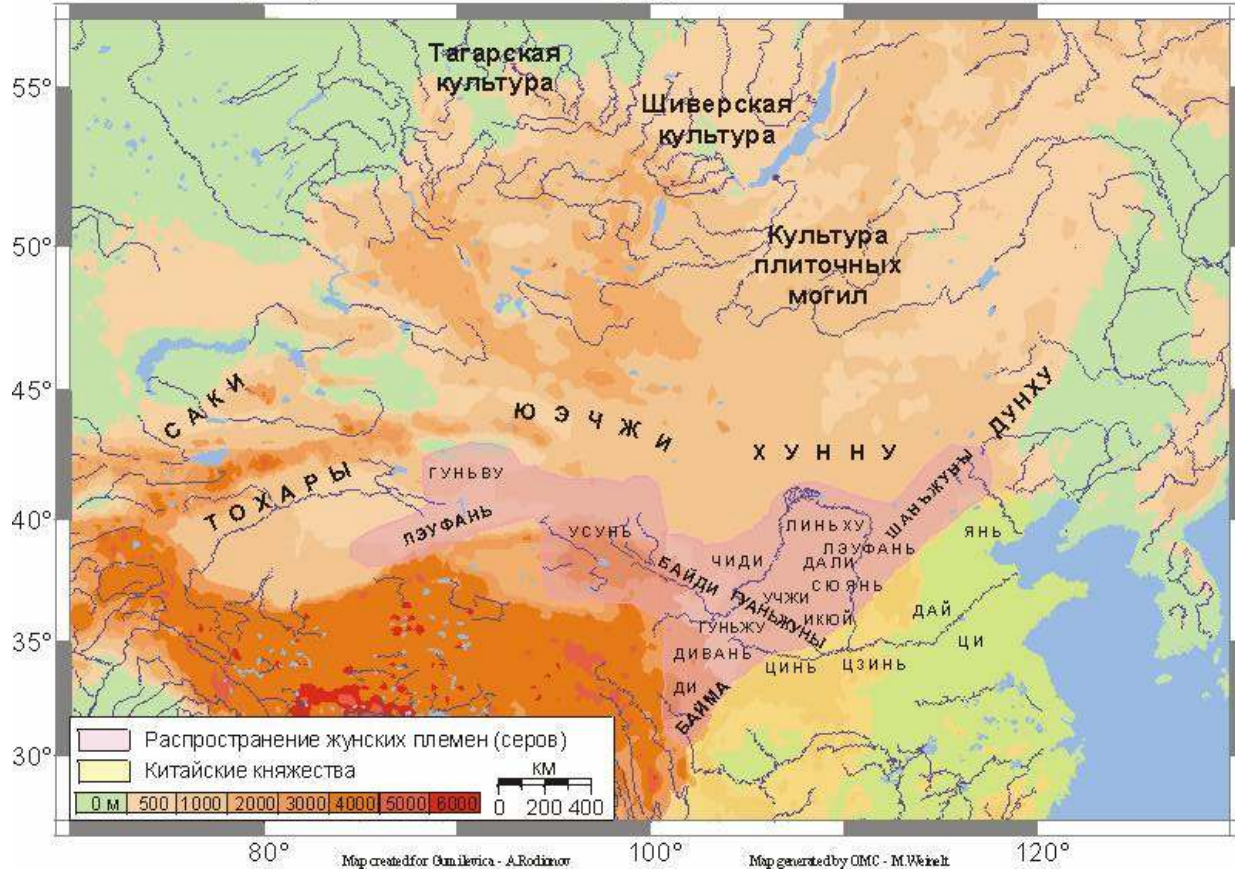 55°
50°
45°
40°
35°
30°
Тагарская
культура
Шиверская
культура
Культура
плиточных
могил
САКИ
ТОХАРЫ
ЮЭЧЖИ
ХУННУ
ДУНХУ
ГУНЬВУ
ЛЭУФАНЬ
УСУНЬ
ЧИДИ
БАЙДИ
ЛИНЬХУ
ЛЭУФАНЬ
ДАЛИ
СЮЯНЬ
УЧЖИ
ИКЮЙ
ШАНЬЖУНЫ
ГУАНЬЖУНЫ
ГУНЬЖУ
ДИВАНЬ
ДИ
БАЙМА
ЯНЬ
ДАЙ
ЦИ
ЦИНЬ
ЦЗИНЬ
Распространение жунских племен (серов)
Китайские княжества
0 м 500 1000 2000 3000 4000 5000 6000
КМ
0 200 400
80° 100° 120°
Map created for Gumilevica - A.Rodionov
Map generated by OMC - M.Weinelt